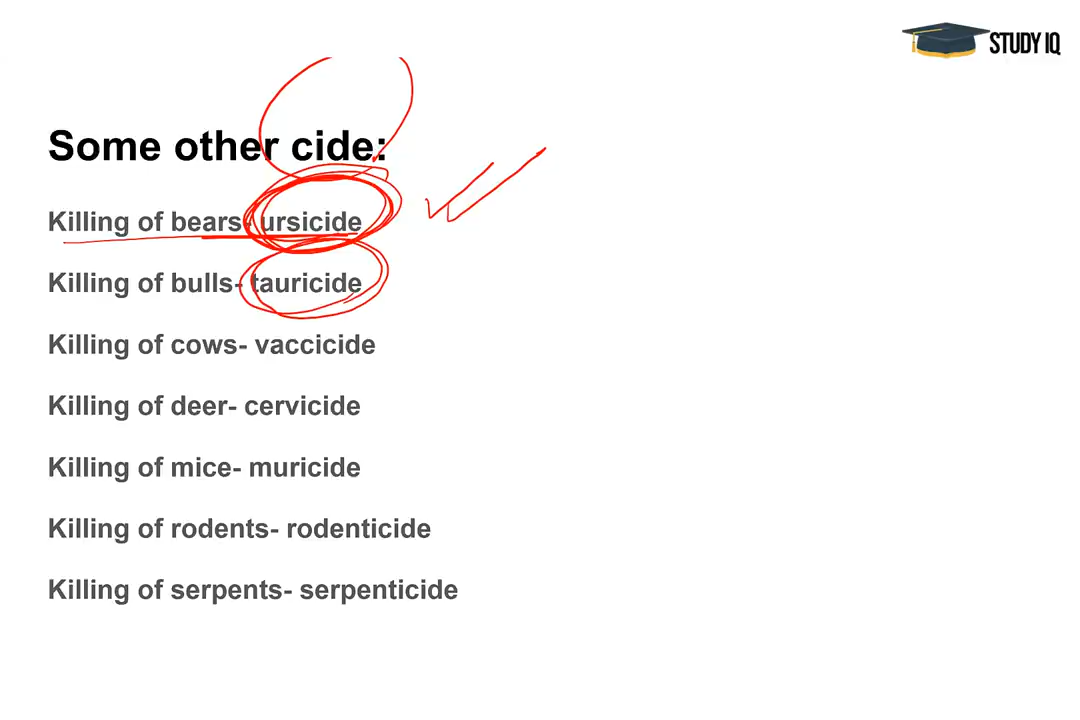 STUDY IQ
Some other cide:
Killing of bears- ursicide
Killing of bulls- tauricide
Killing of cows- vaccicide
Killing of deer- cervicide
Killing of mice- muricide
Killing of rodents- rodenticide
Killing of serpents- serpenticide